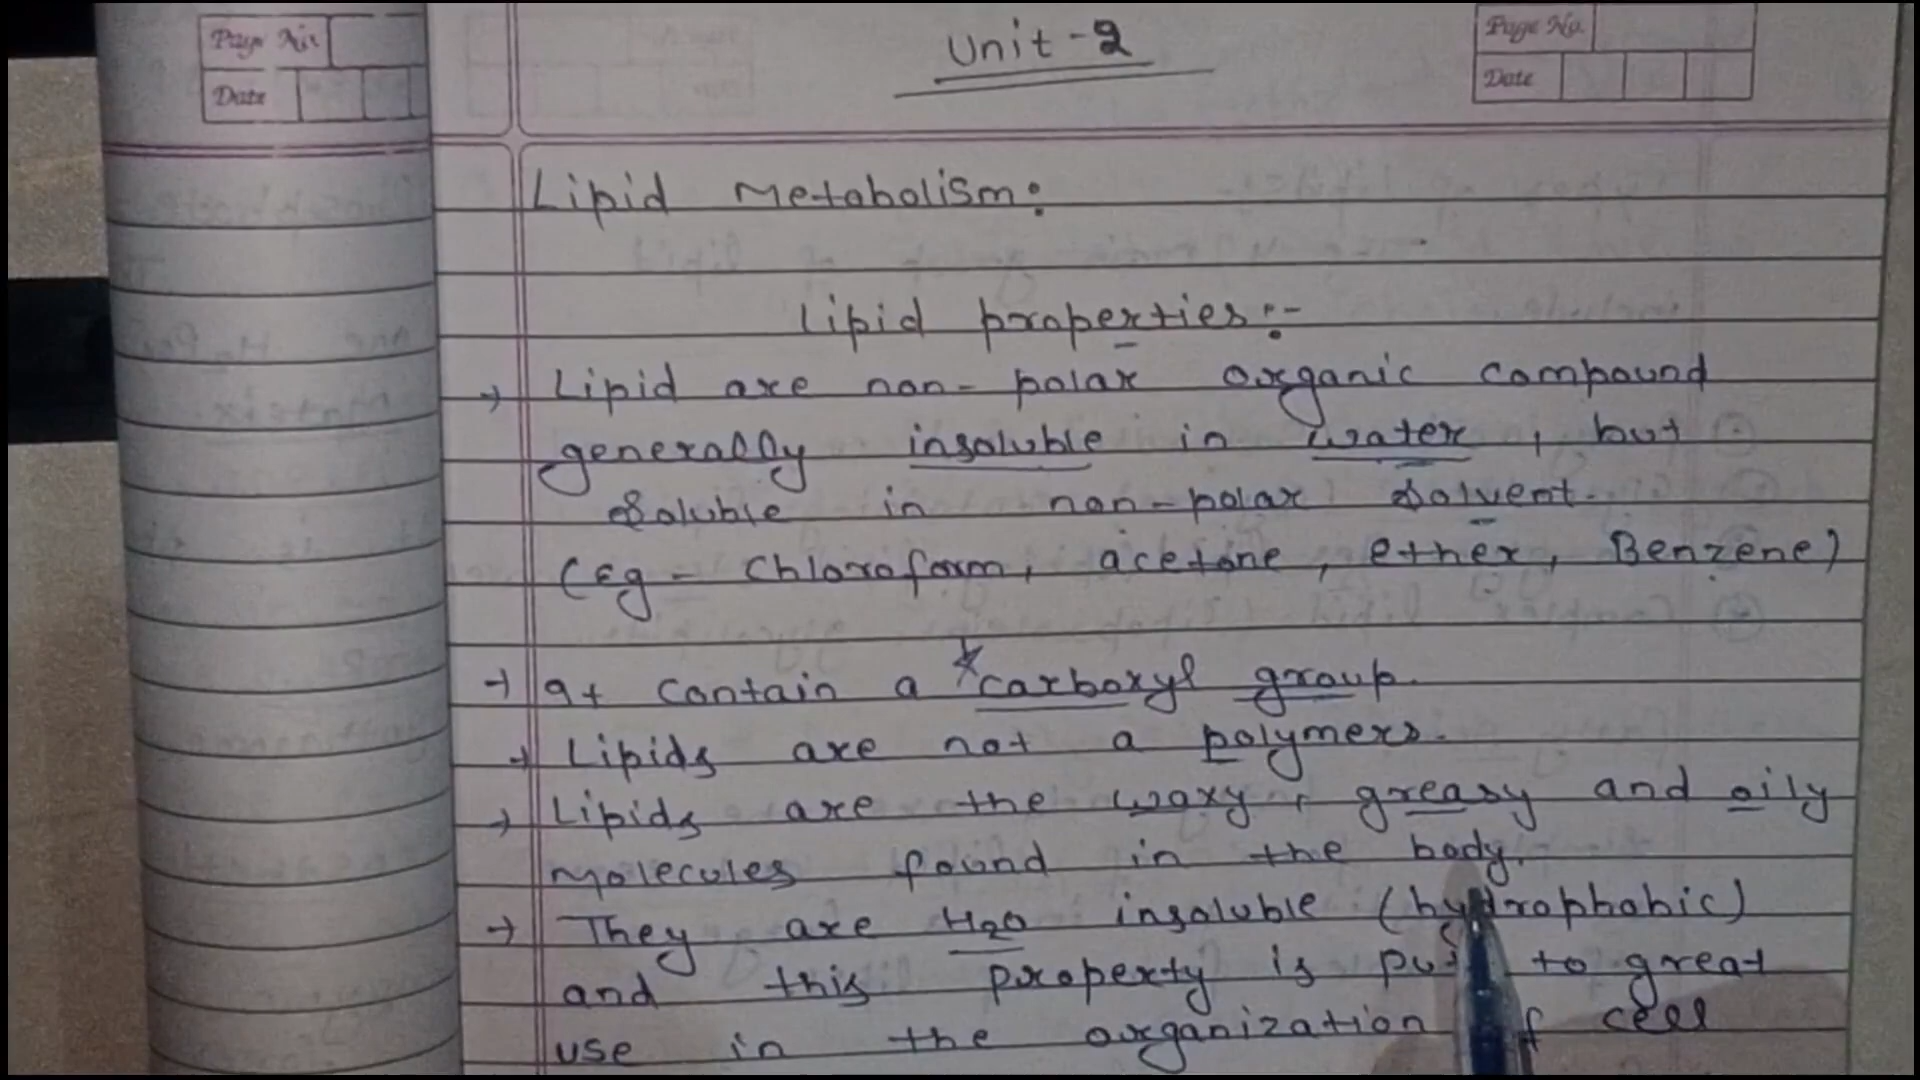 Page No.
Date
Unit-2
Page No.
Date
Lipid Metabolism:
Lipid properties:-
→ Lipid are non-polar organic compound
generally insoluble in water, but
Soluble in non-polar Solvent.
(Eg - Chloroform, acetone, ether, Benzene)
→ It contain a *carboxyl group.
→ Lipids are not a polymers.
→ Lipids are the waxy, greasy and oily
molecules found in the body.
→ They are H2O insoluble (hydrophobic)
and this property is put to great
use in the organization of cell